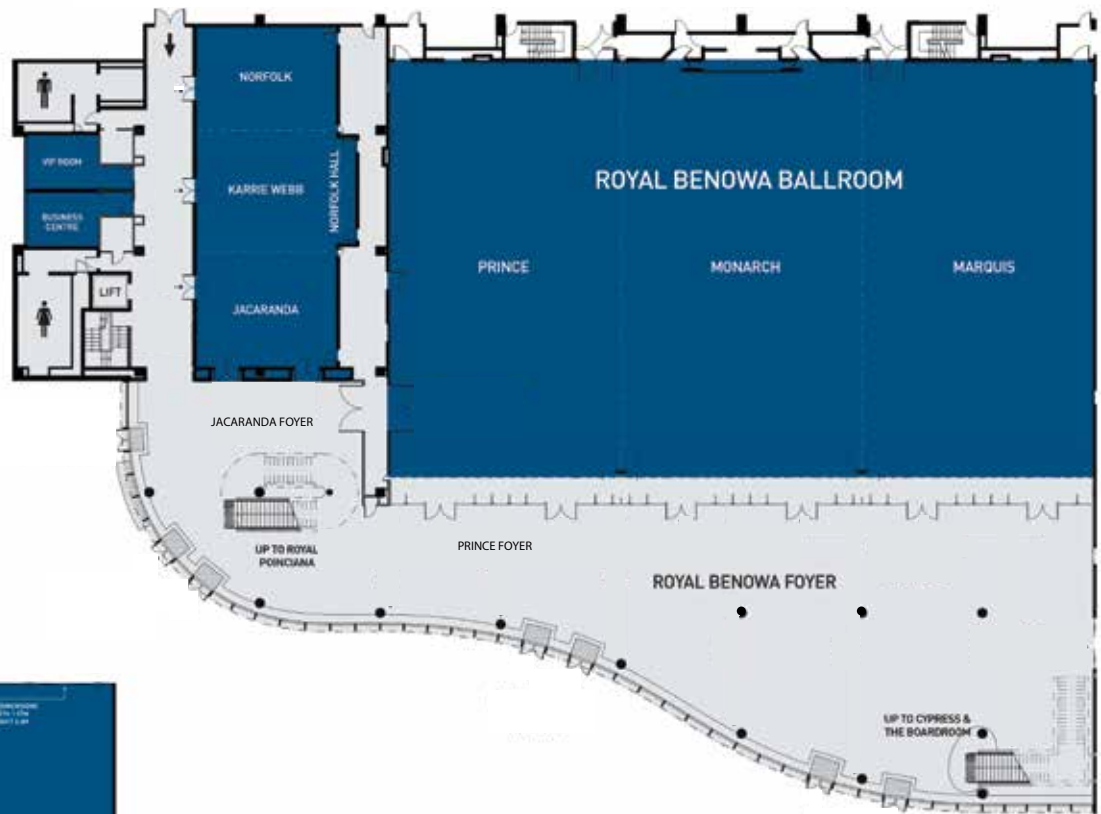 NORFOLK
VIP ROOM
KARRIE WEBB
NORFOLK HALL
ROYAL BENOWA BALLROOM
BUSINESS
CENTRE
PRINCE
MONARCH
MARQUIS
LIFT
JACARANDA
JACARANDA FOYER
UP TO ROYAL
POINCIANA
PRINCE FOYER
ROYAL BENOWA FOYER
UP TO CYPRESS &
THE BOARDROOM